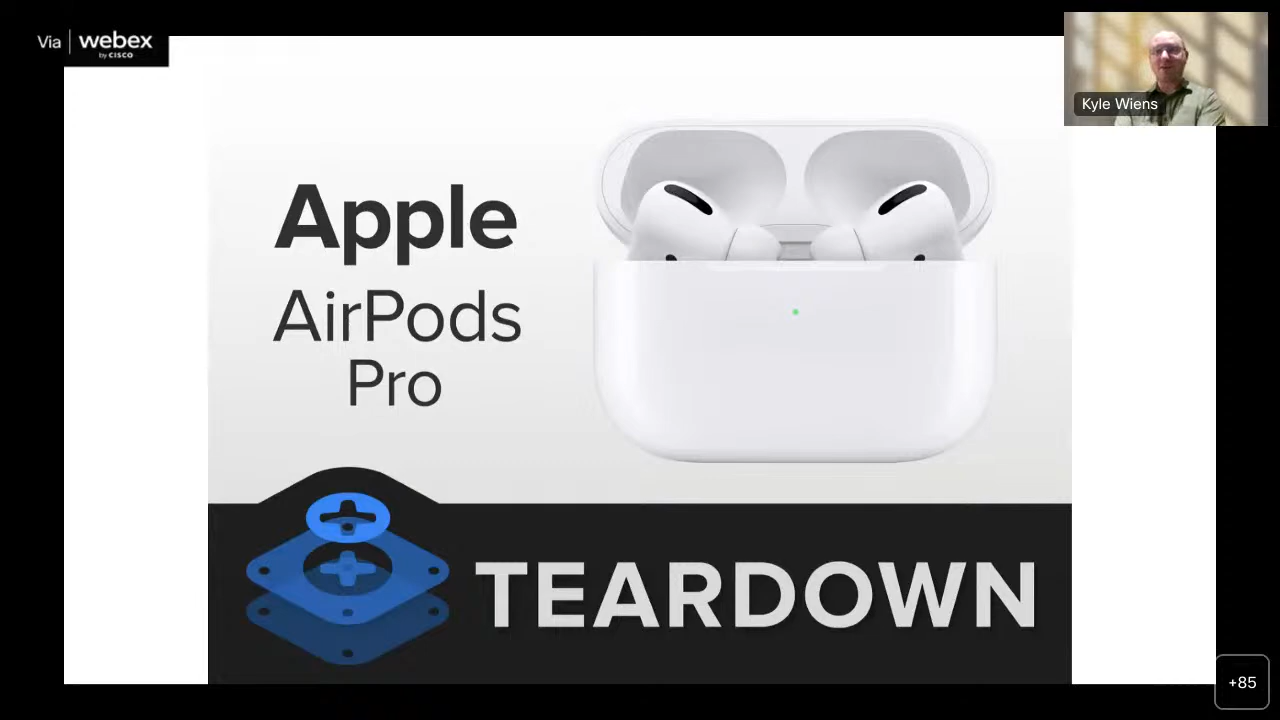 Via | webex
by CISCO
Kyle Wiens
Apple
AirPods
Pro
TEARDOWN
+85